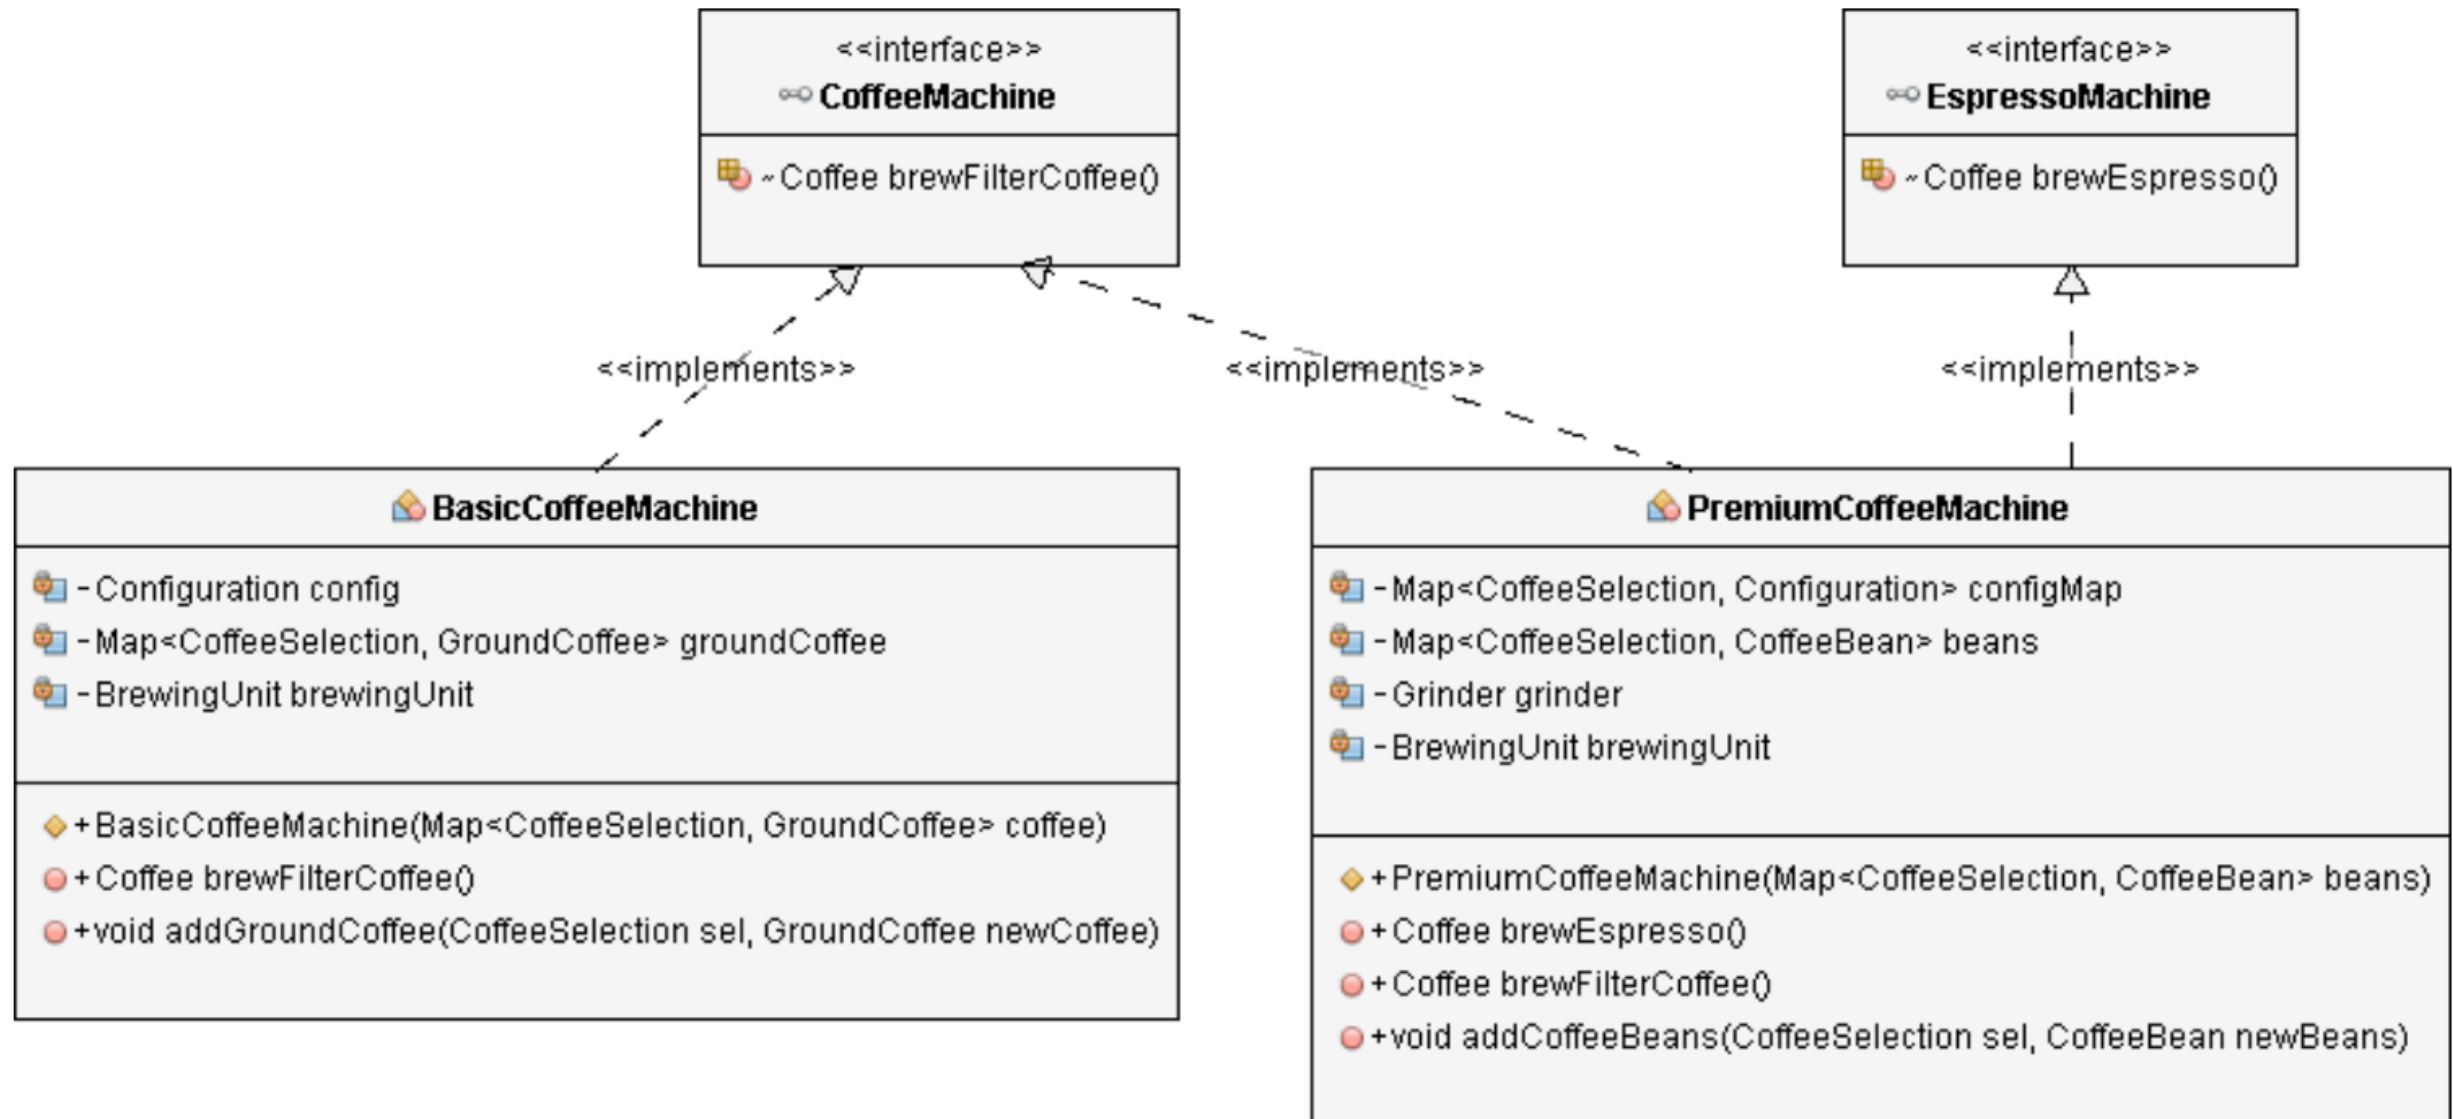 <<interface>>
CoffeeMachine
~Coffee brewFilterCoffee()
<<interface>>
EspressoMachine
~Coffee brewEspresso()
<<implements>>
<<implements>>
<<implements>>
BasicCoffeeMachine
-Configuration config
-Map<CoffeeSelection, GroundCoffee> groundCoffee
-BrewingUnit brewingUnit
+BasicCoffeeMachine(Map<CoffeeSelection, GroundCoffee> coffee)
+Coffee brewFilterCoffee()
+void addGroundCoffee(CoffeeSelection sel, GroundCoffee newCoffee)
PremiumCoffeeMachine
-Map<CoffeeSelection, Configuration> configMap
-Map<CoffeeSelection, CoffeeBean> beans
-Grinder grinder
-BrewingUnit brewingUnit
+PremiumCoffeeMachine(Map<CoffeeSelection, CoffeeBean> beans)
+Coffee brewEspresso()
+Coffee brewFilterCoffee()
+void addCoffeeBeans(CoffeeSelection sel, CoffeeBean newBeans)